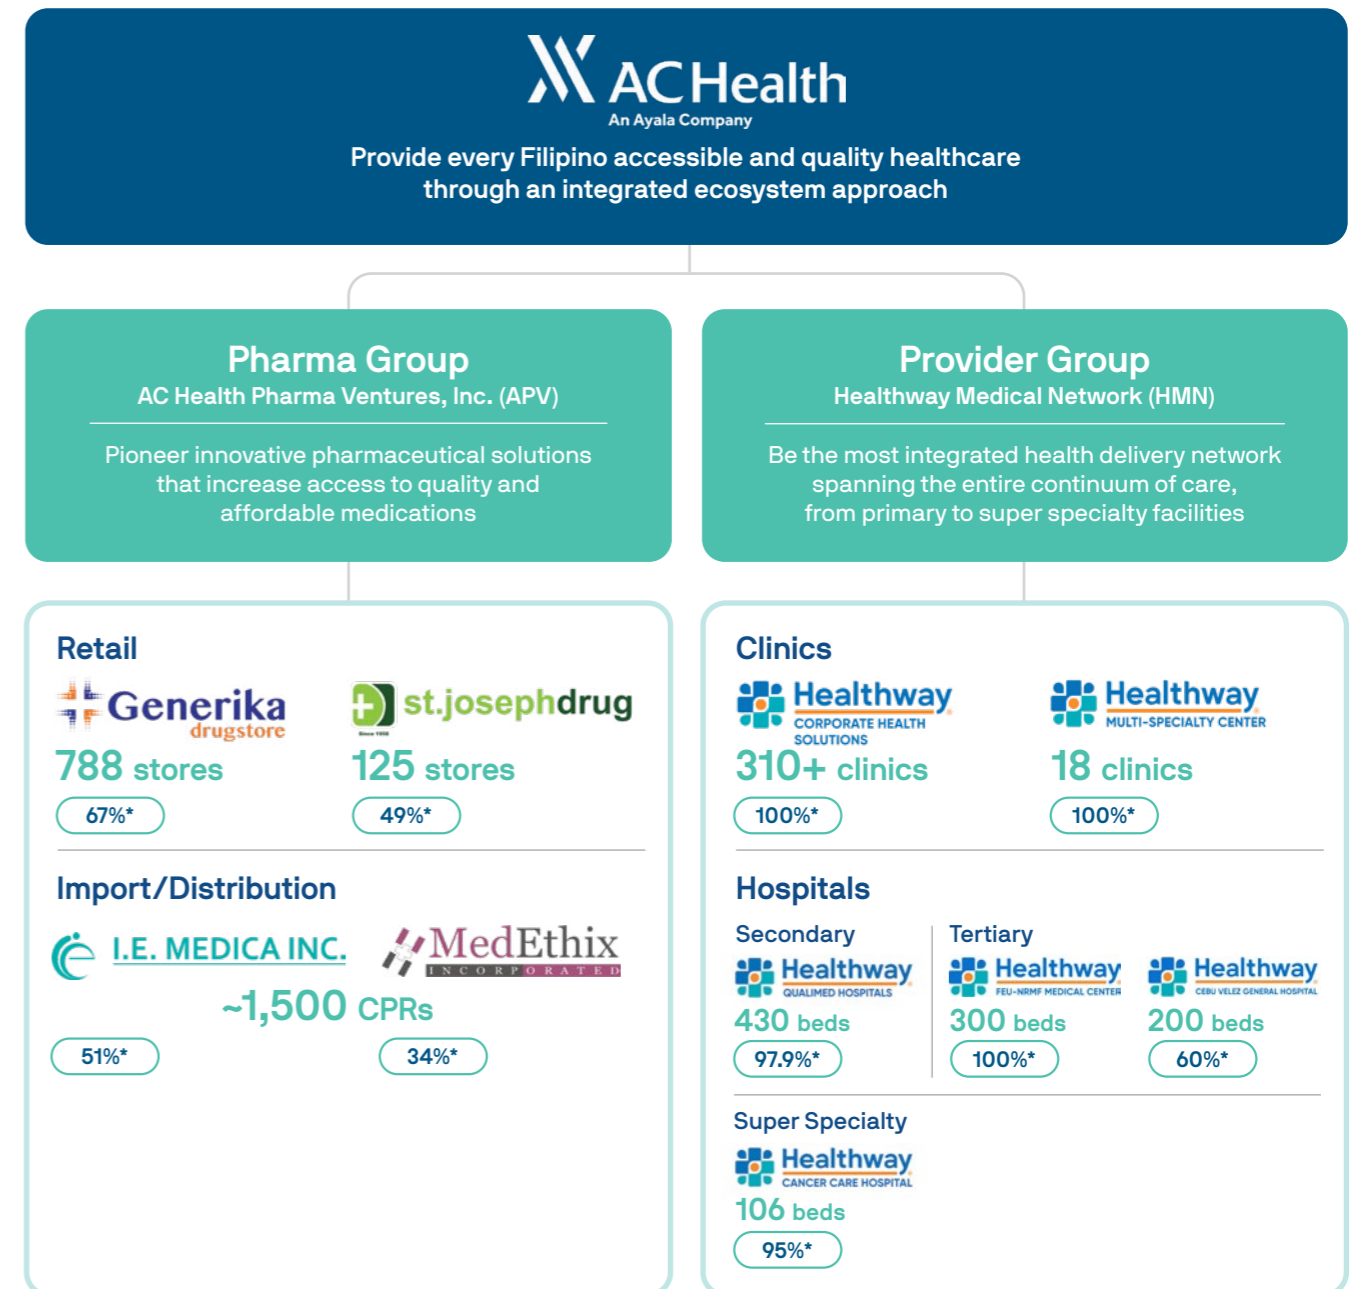 AC Health
An Ayala Company
Provide every Filipino accessible and quality healthcare
through an integrated ecosystem approach
Pharma Group
AC Health Pharma Ventures, Inc. (APV)
Pioneer innovative pharmaceutical solutions
that increase access to quality and
affordable medications
Provider Group
Healthway Medical Network (HMN)
Be the most integrated health delivery network
spanning the entire continuum of care,
from primary to super specialty facilities
Retail
Generika
drugstore
788 stores
67%*
st.josephdrug
Since 1958
125 stores
49%*
Import/Distribution
I.E. MEDICA INC.
MedEthix
INCORPORATED
~1,500 CPRs
51%*
34%*
Clinics
Healthway
CORPORATE HEALTH
SOLUTIONS
310+ clinics
100%*
Healthway
MULTI-SPECIALTY CENTER
18 clinics
100%*
Hospitals
Secondary
Healthway
QUALIMED HOSPITALS
430 beds
97.9%*
Tertiary
Healthway
FEU-NRMF MEDICAL CENTER
300 beds
100%*
Healthway
CEBU VELEZ GENERAL HOSPITAL
200 beds
60%*
Super Specialty
Healthway
CANCER CARE HOSPITAL
106 beds
95%*